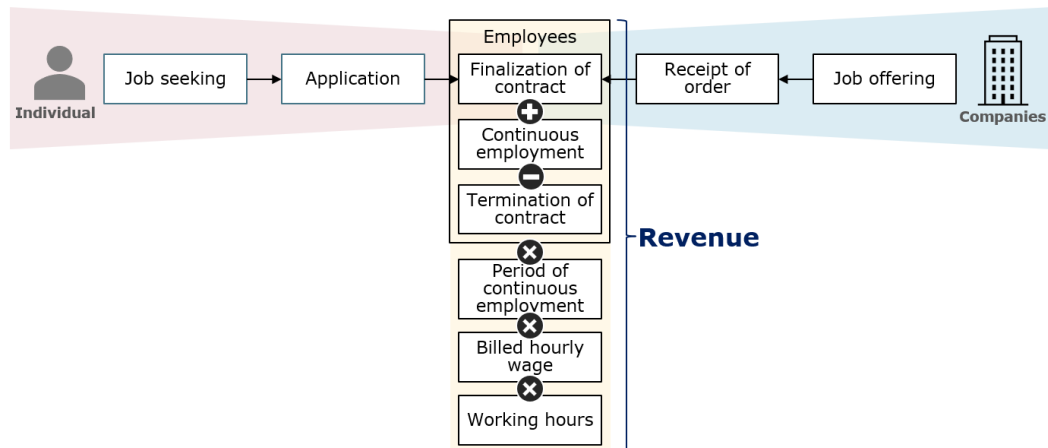 Employees
Individual
Job seeking
Application
Finalization of
contract
Receipt of
order
Job offering
Companies
Continuous
employment
Termination of
contract
Revenue
Period of
continuous
employment
Billed hourly
wage
Working hours